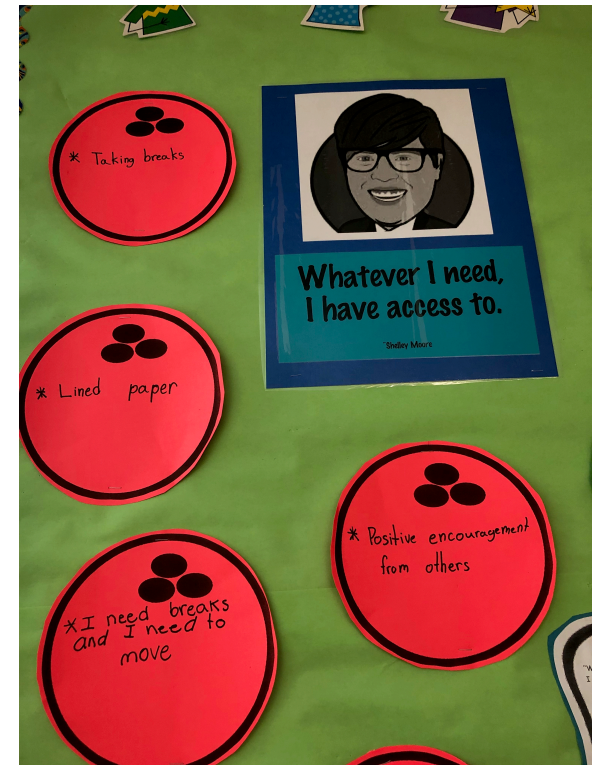 * Taking breaks
Whatever I need,
I have access to.
~Shelley Moore
* Lined paper
* Positive encouragement
from others
*I need breaks
and I need to
move